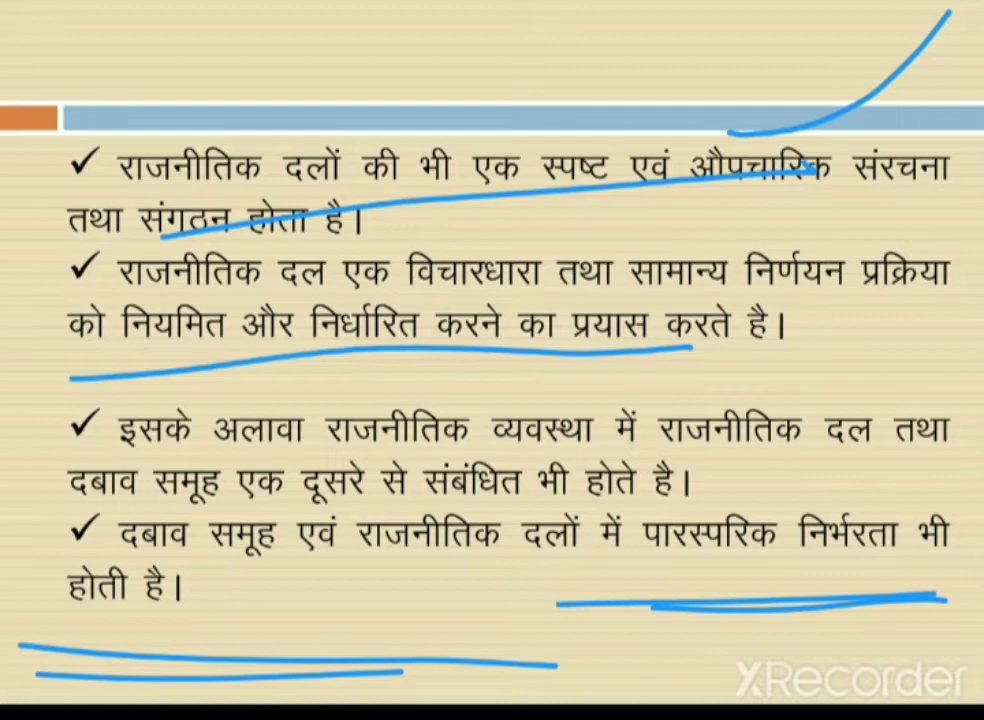 ✓ राजनीतिक दलों की भी एक स्पष्ट एवं औपचारिक संरचना
तथा संगठन होता है।
✓ राजनीतिक दल एक विचारधारा तथा सामान्य निर्णयन प्रक्रिया
को नियमित और निर्धारित करने का प्रयास करते है।
✓ इसके अलावा राजनीतिक व्यवस्था में राजनीतिक दल तथा
दबाव समूह एक दूसरे से संबंधित भी होते है।
✓ दबाव समूह एवं राजनीतिक दलों में पारस्परिक निर्भरता भी
होती है।
XRecorder